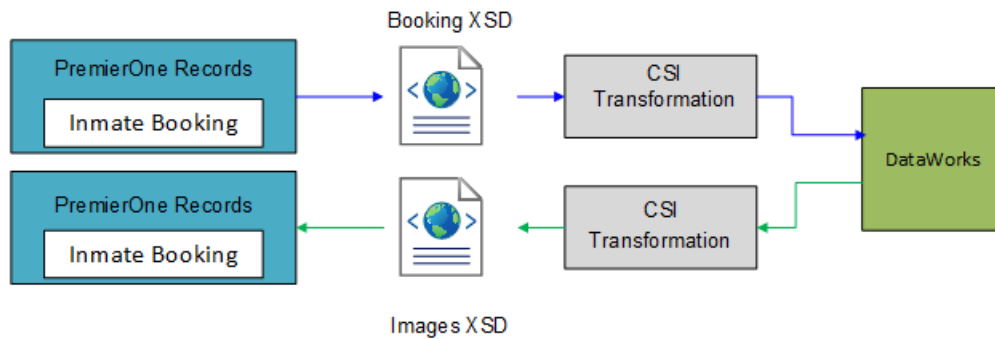 Booking XSD
PremierOne Records
Inmate Booking
CSI
Transformation
DataWorks
PremierOne Records
Inmate Booking
CSI
Transformation
Images XSD